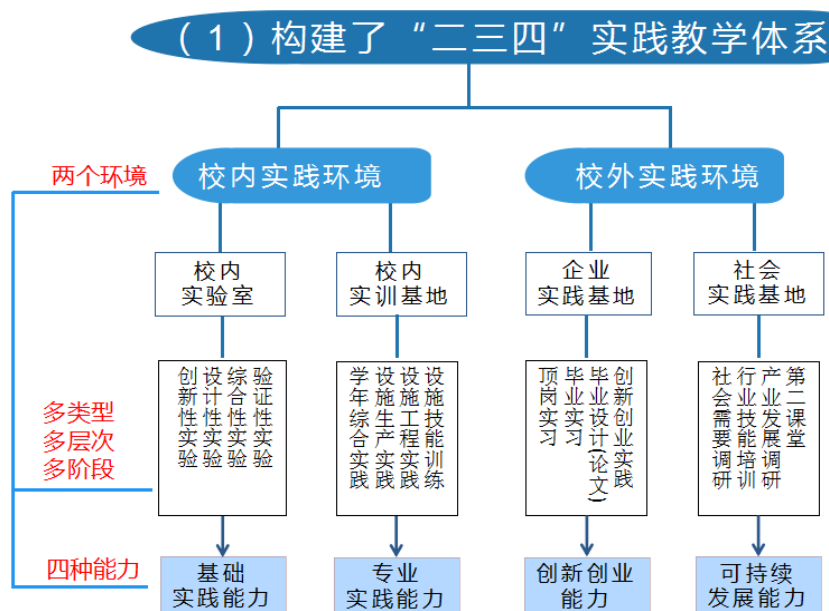 （1）构建了“二三四”实践教学体系
两个环境
校内实践环境
校外实践环境
校内
实验室
校内
实训基地
企业
实践基地
社会
实践基地
多类型
多层次
多阶段
验证性实验
综合性实验
设计性实验
创新性实验
设施技能训练
设施工程实践
设施生产实践
学年综合实践
创新创业实践
毕业设计(论文)
毕业实习
顶岗实习
第二课堂
产业发展调研
行业技能培训
社会需要调研
四种能力
基础
实践能力
专业
实践能力
创新创业
能力
可持续
发展能力